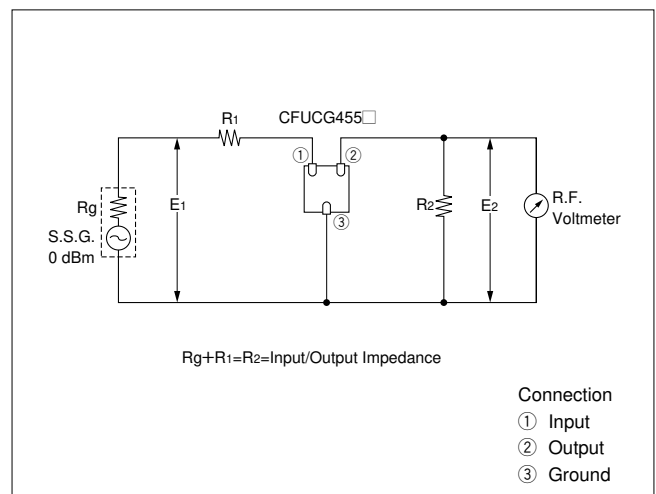 R1
CFUCG455□
① ②
Rg
E1
R2
E2
R.F.
Voltmeter
S.S.G.
0 dBm
③
Rg+R1=R2=Input/Output Impedance
Connection
① Input
② Output
③ Ground